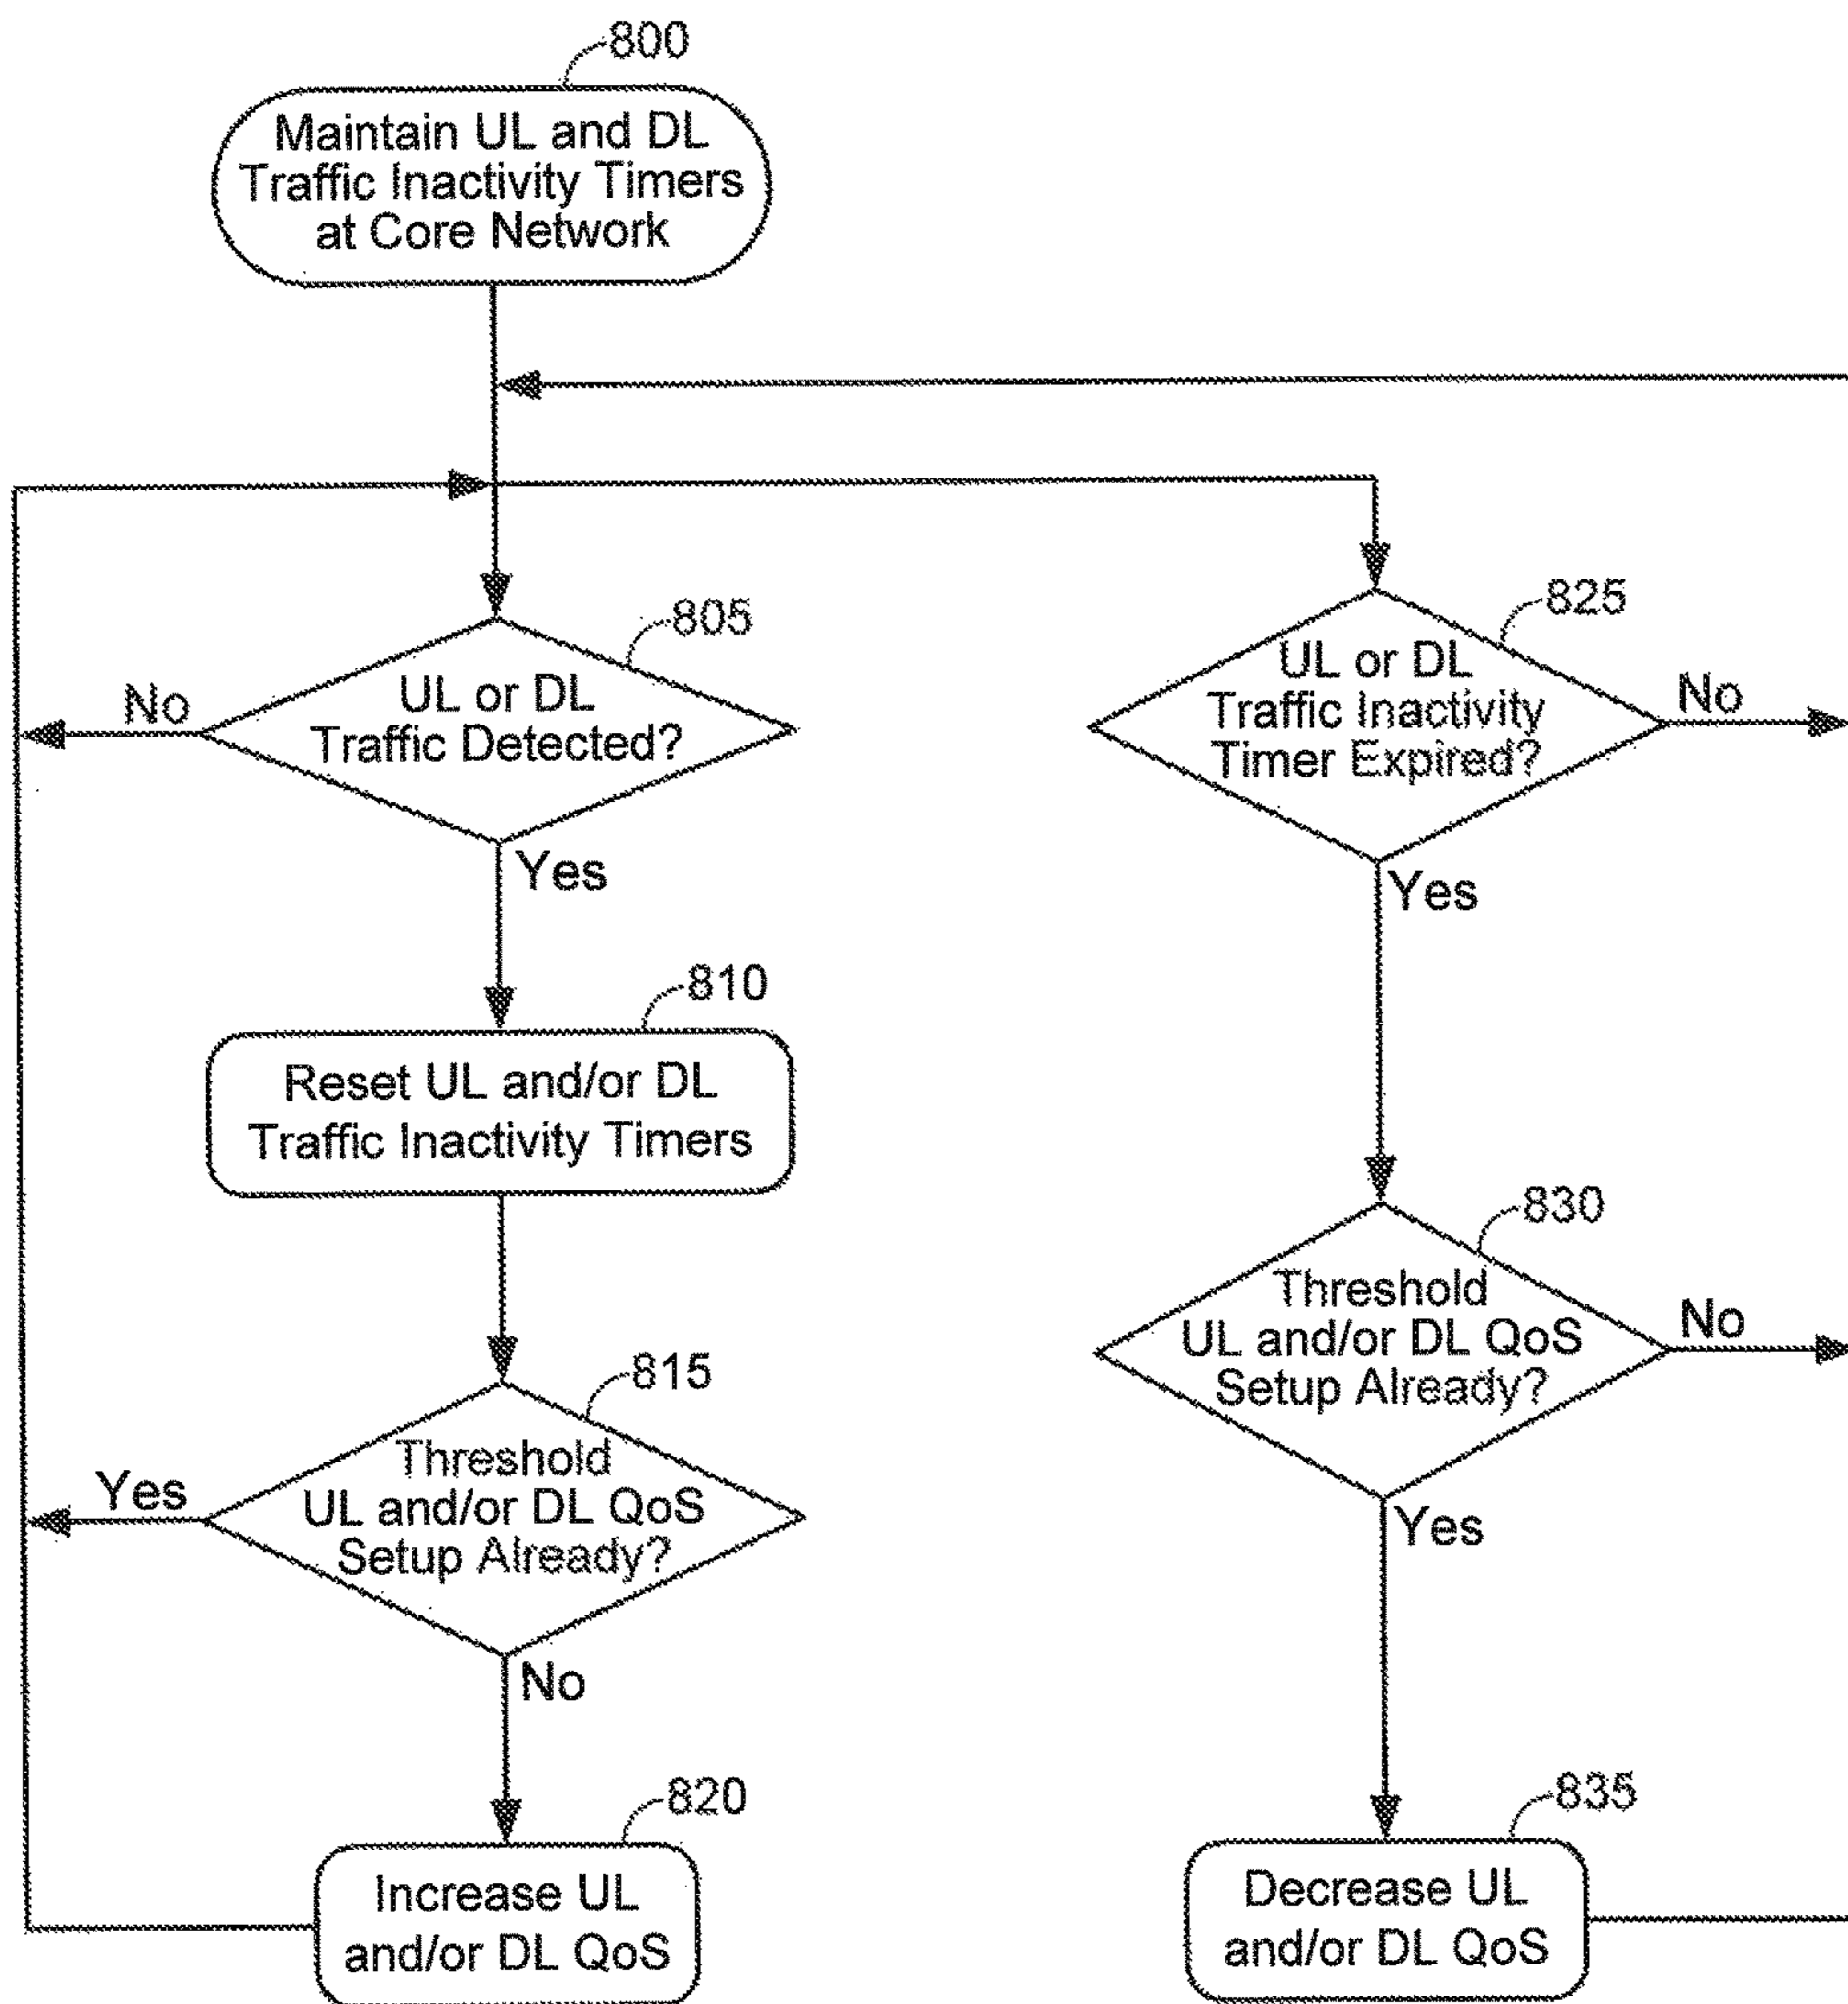 800
Maintain UL and DL
Traffic Inactivity Timers
at Core Network
805
UL or DL
Traffic Detected?
No
Yes
810
Reset UL and/or DL
Traffic Inactivity Timers
815
Threshold
UL and/or DL QoS
Setup Already?
Yes
No
820
Increase UL
and/or DL QoS
825
UL or DL
Traffic Inactivity
Timer Expired?
No
Yes
830
Threshold
UL and/or DL QoS
Setup Already?
No
Yes
835
Decrease UL
and/or DL QoS